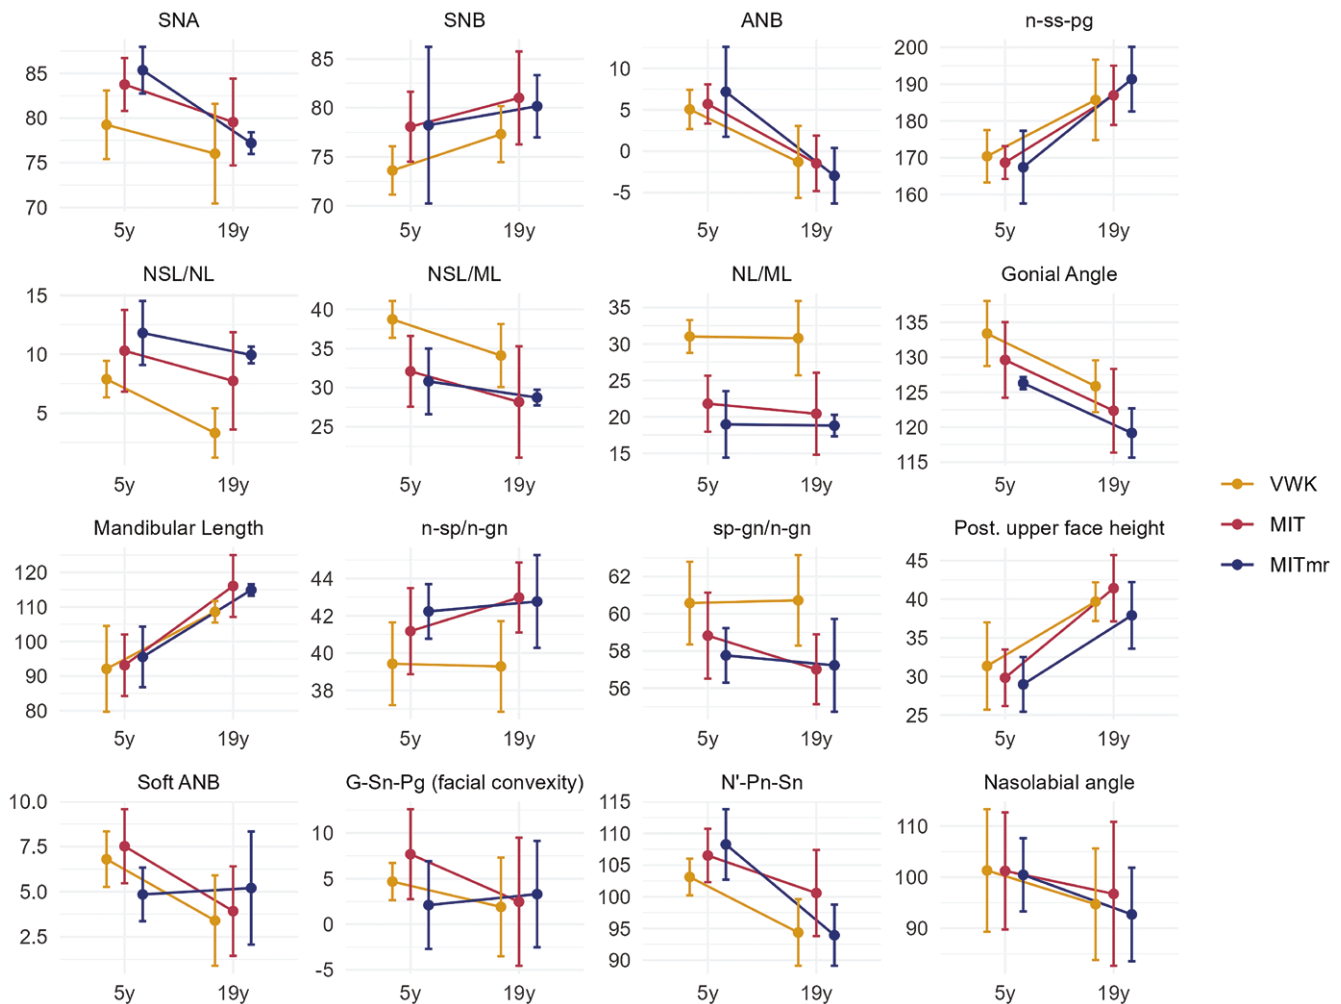 SNA SNB ANB n-ss-pg
85 80 75 70
85 80 75 70
10 5 0 -5
200 190 180 170 160
5y 19y 5y 19y 5y 19y 5y 19y
NSL/NL NSL/ML NL/ML Gonial Angle
15 10 5
40 35 30 25
35 30 25 20 15
135 130 125 120 115
5y 19y 5y 19y 5y 19y 5y 19y
Mandibular Length n-sp/n-gn sp-gn/n-gn Post. upper face height
120 110 100 90 80
44 42 40 38
62 60 58 56
45 40 35 30 25
5y 19y 5y 19y 5y 19y 5y 19y
Soft ANB G-Sn-Pg (facial convexity) N'-Pn-Sn Nasolabial angle
10.0 7.5 5.0 2.5
10 5 0 -5
115 110 105 100 95 90
110 100 90
5y 19y 5y 19y 5y 19y 5y 19y
VWK
MIT
MITmr